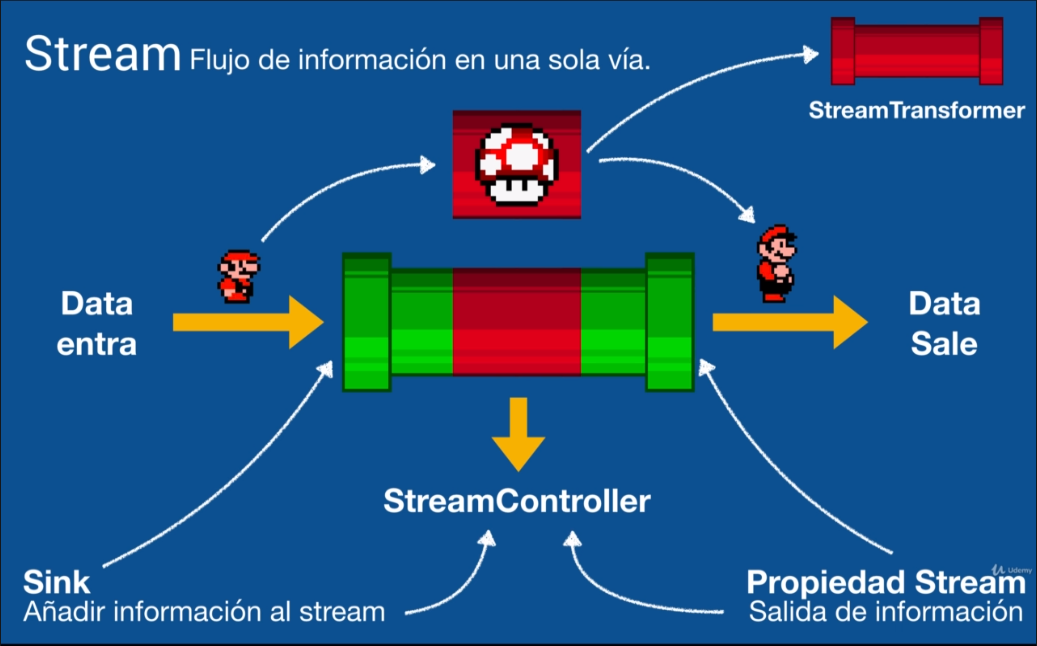 Stream Flujo de información en una sola vía.
StreamTransformer
Data
entra
Data
Sale
StreamController
Sink
Añadir información al stream
Propiedad Stream
Salida de información
Udemy